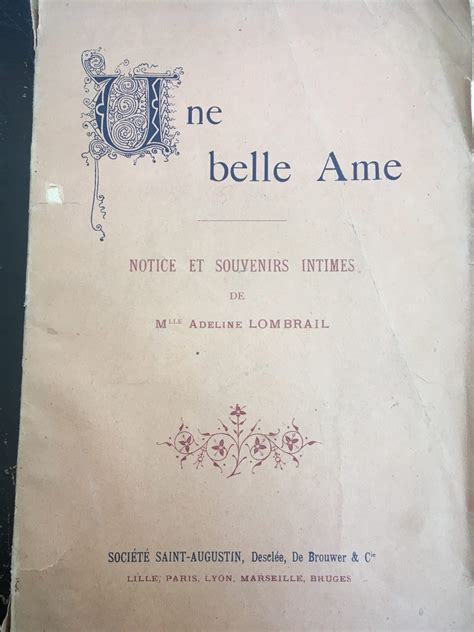 Une
belle Ame
NOTICE ET SOUVENIRS INTIMES
DE
MLLE ADELINE LOMBRAIL
SOCIÉTÉ SAINT-AUGUSTIN, Desclée, De Brouwer & Cie
LILLE, PARIS, LYON, MARSEILLE, BRUGES